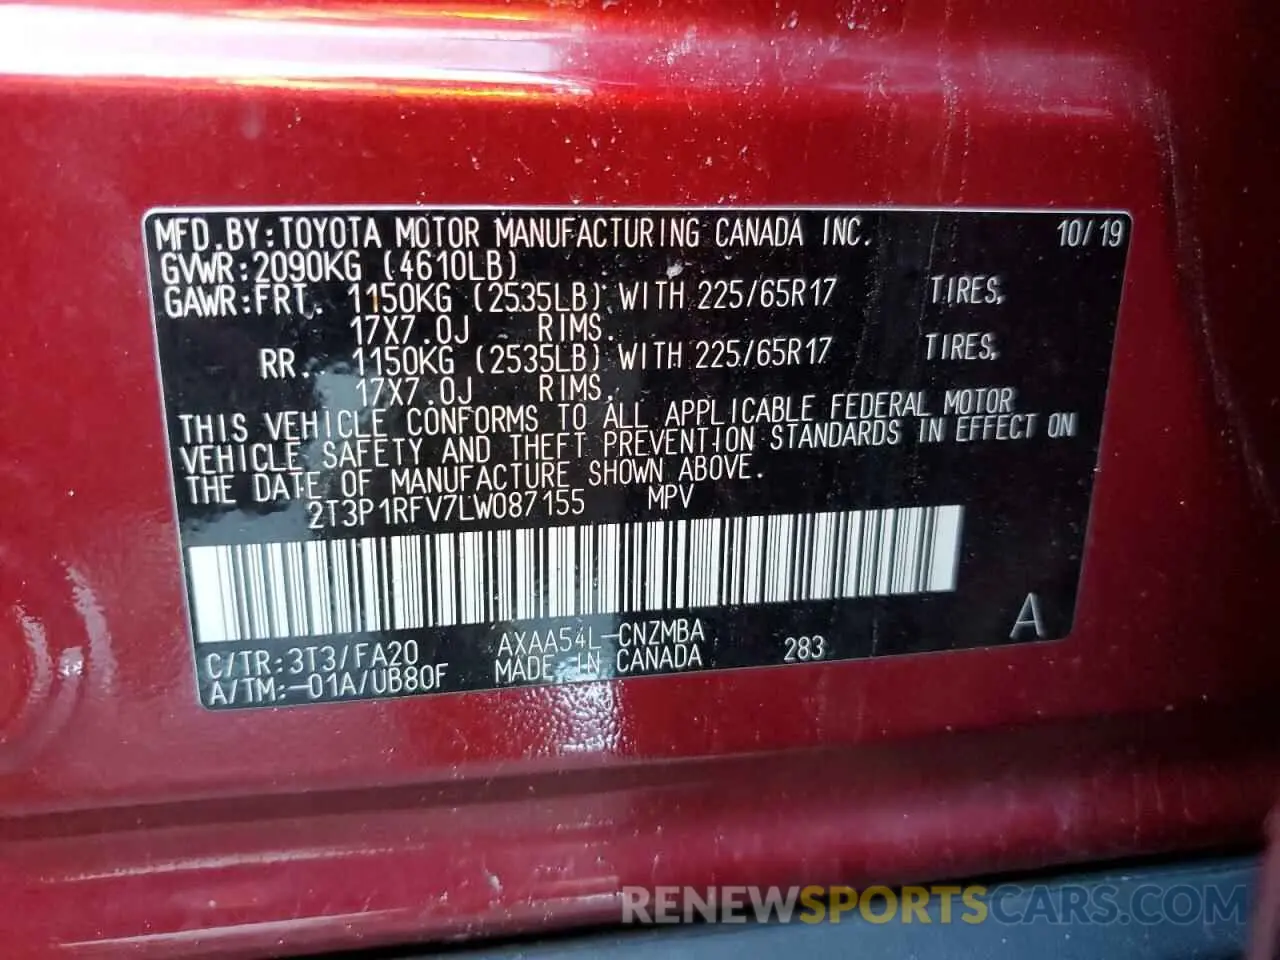 MFD.BY:TOYOTA MOTOR MANUFACTURING CANADA INC. 10/19
GVWR:2090KG (4610LB)
GAWR:FRT. 1150KG (2535LB) WITH 225/65R17 TIRES,
17X7.0J RIMS.
RR. 1150KG (2535LB) WITH 225/65R17 TIRES,
17X7.0J RIMS.
THIS VEHICLE CONFORMS TO ALL APPLICABLE FEDERAL MOTOR
VEHICLE SAFETY AND THEFT PREVENTION STANDARDS IN EFFECT ON
THE DATE OF MANUFACTURE SHOWN ABOVE.
2T3P1RFV7LW087155 MPV
A
C/TR:3T3/FA20 AXAA54L-CNZMBA 283
A/TM:-01A/UB80F MADE IN CANADA
RENEWSPORTSCARS.COM